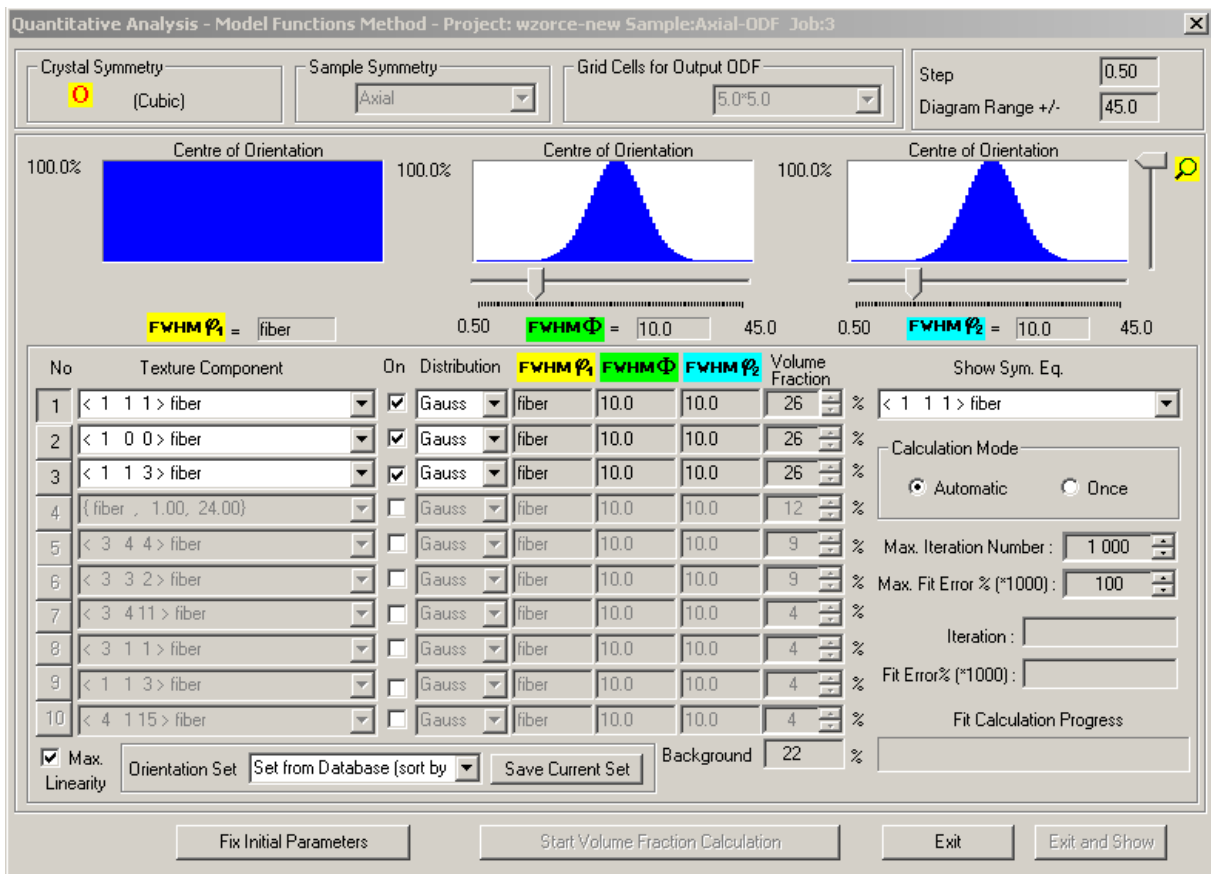 Quantitative Analysis - Model Functions Method - Project: wzorce-new Sample:Axial-ODF Job:3
Crystal Symmetry
O (Cubic)
Sample Symmetry
Axial
Grid Cells for Output ODF
5.0*5.0
Step 0.50
Diagram Range +/- 45.0
Centre of Orientation Centre of Orientation Centre of Orientation
100.0% 100.0% 100.0%
FWHM φ1 = fiber 0.50 FWHM Φ = 10.0 45.0 0.50 FWHM φ2 = 10.0 45.0
No Texture Component On Distribution FWHM φ1 FWHM Φ FWHM φ2 Volume Fraction
1 < 1 1 1 > fiber Gauss fiber 10.0 10.0 26 %
2 < 1 0 0 > fiber Gauss fiber 10.0 10.0 26 %
3 < 1 1 3 > fiber Gauss fiber 10.0 10.0 26 %
4 {fiber , 1.00, 24.00} Gauss fiber 10.0 10.0 12 %
5 < 3 4 4 > fiber Gauss fiber 10.0 10.0 9 %
6 < 3 3 2 > fiber Gauss fiber 10.0 10.0 9 %
7 < 3 4 11 > fiber Gauss fiber 10.0 10.0 4 %
8 < 3 1 1 > fiber Gauss fiber 10.0 10.0 4 %
9 < 1 1 3 > fiber Gauss fiber 10.0 10.0 4 %
10 < 4 1 15 > fiber Gauss fiber 10.0 10.0 4 %
Show Sym. Eq.
< 1 1 1 > fiber
Calculation Mode
Automatic Once
Max. Iteration Number : 1 000
Max. Fit Error % (*1000) : 100
Iteration :
Fit Error% (*1000) :
Fit Calculation Progress
Max. Linearity
Orientation Set Set from Database (sort by Save Current Set
Background 22 %
Fix Initial Parameters Start Volume Fraction Calculation Exit Exit and Show